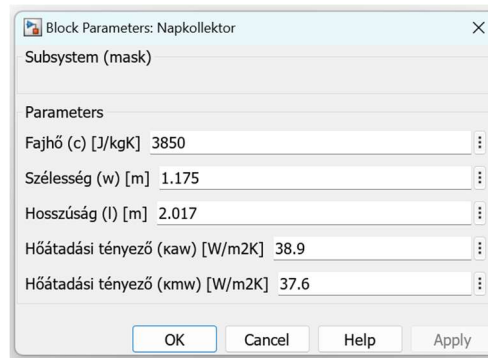 Block Parameters: Napkollektor
Subsystem (mask)
Parameters
Fajhő (c) [J/kgK] 3850
Szélesség (w) [m] 1.175
Hosszúság (l) [m] 2.017
Hőátadási tényező (κaw) [W/m2K] 38.9
Hőátadási tényező (κmw) [W/m2K] 37.6
OK Cancel Help Apply